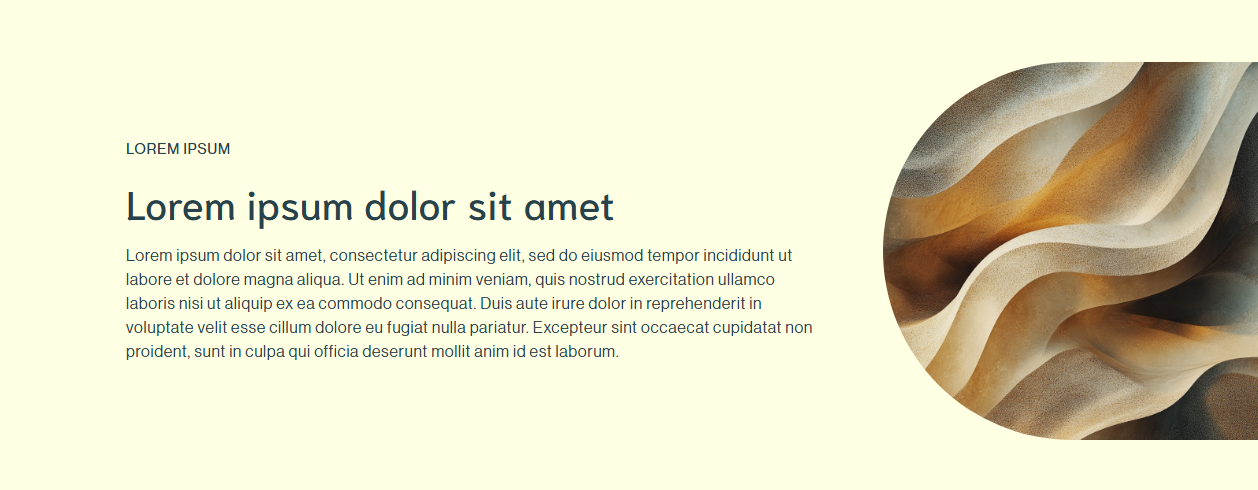 LOREM IPSUM
Lorem ipsum dolor sit amet
Lorem ipsum dolor sit amet, consectetur adipiscing elit, sed do eiusmod tempor incididunt ut
labore et dolore magna aliqua. Ut enim ad minim veniam, quis nostrud exercitation ullamco
laboris nisi ut aliquip ex ea commodo consequat. Duis aute irure dolor in reprehenderit in
voluptate velit esse cillum dolore eu fugiat nulla pariatur. Excepteur sint occaecat cupidatat non
proident, sunt in culpa qui officia deserunt mollit anim id est laborum.